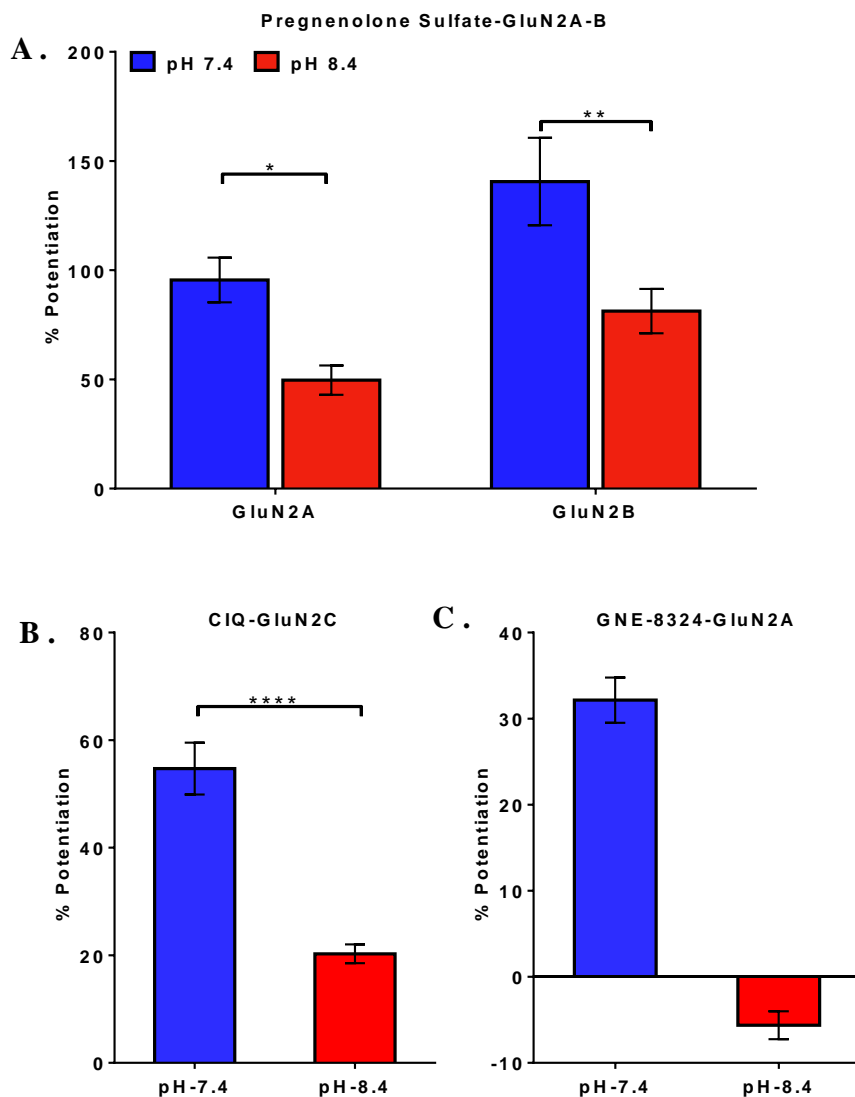 Pregnenolone Sulfate-GluN2A-B
A.
pH 7.4
pH 8.4
% Potentiation
200
150
100
50
0
*
**
GluN2A
GluN2B
B.
CIQ-GluN2C
% Potentiation
80
60
40
20
0
****
pH-7.4
pH-8.4
C.
GNE-8324-GluN2A
% Potentiation
40
30
20
10
0
-10
pH-7.4
pH-8.4